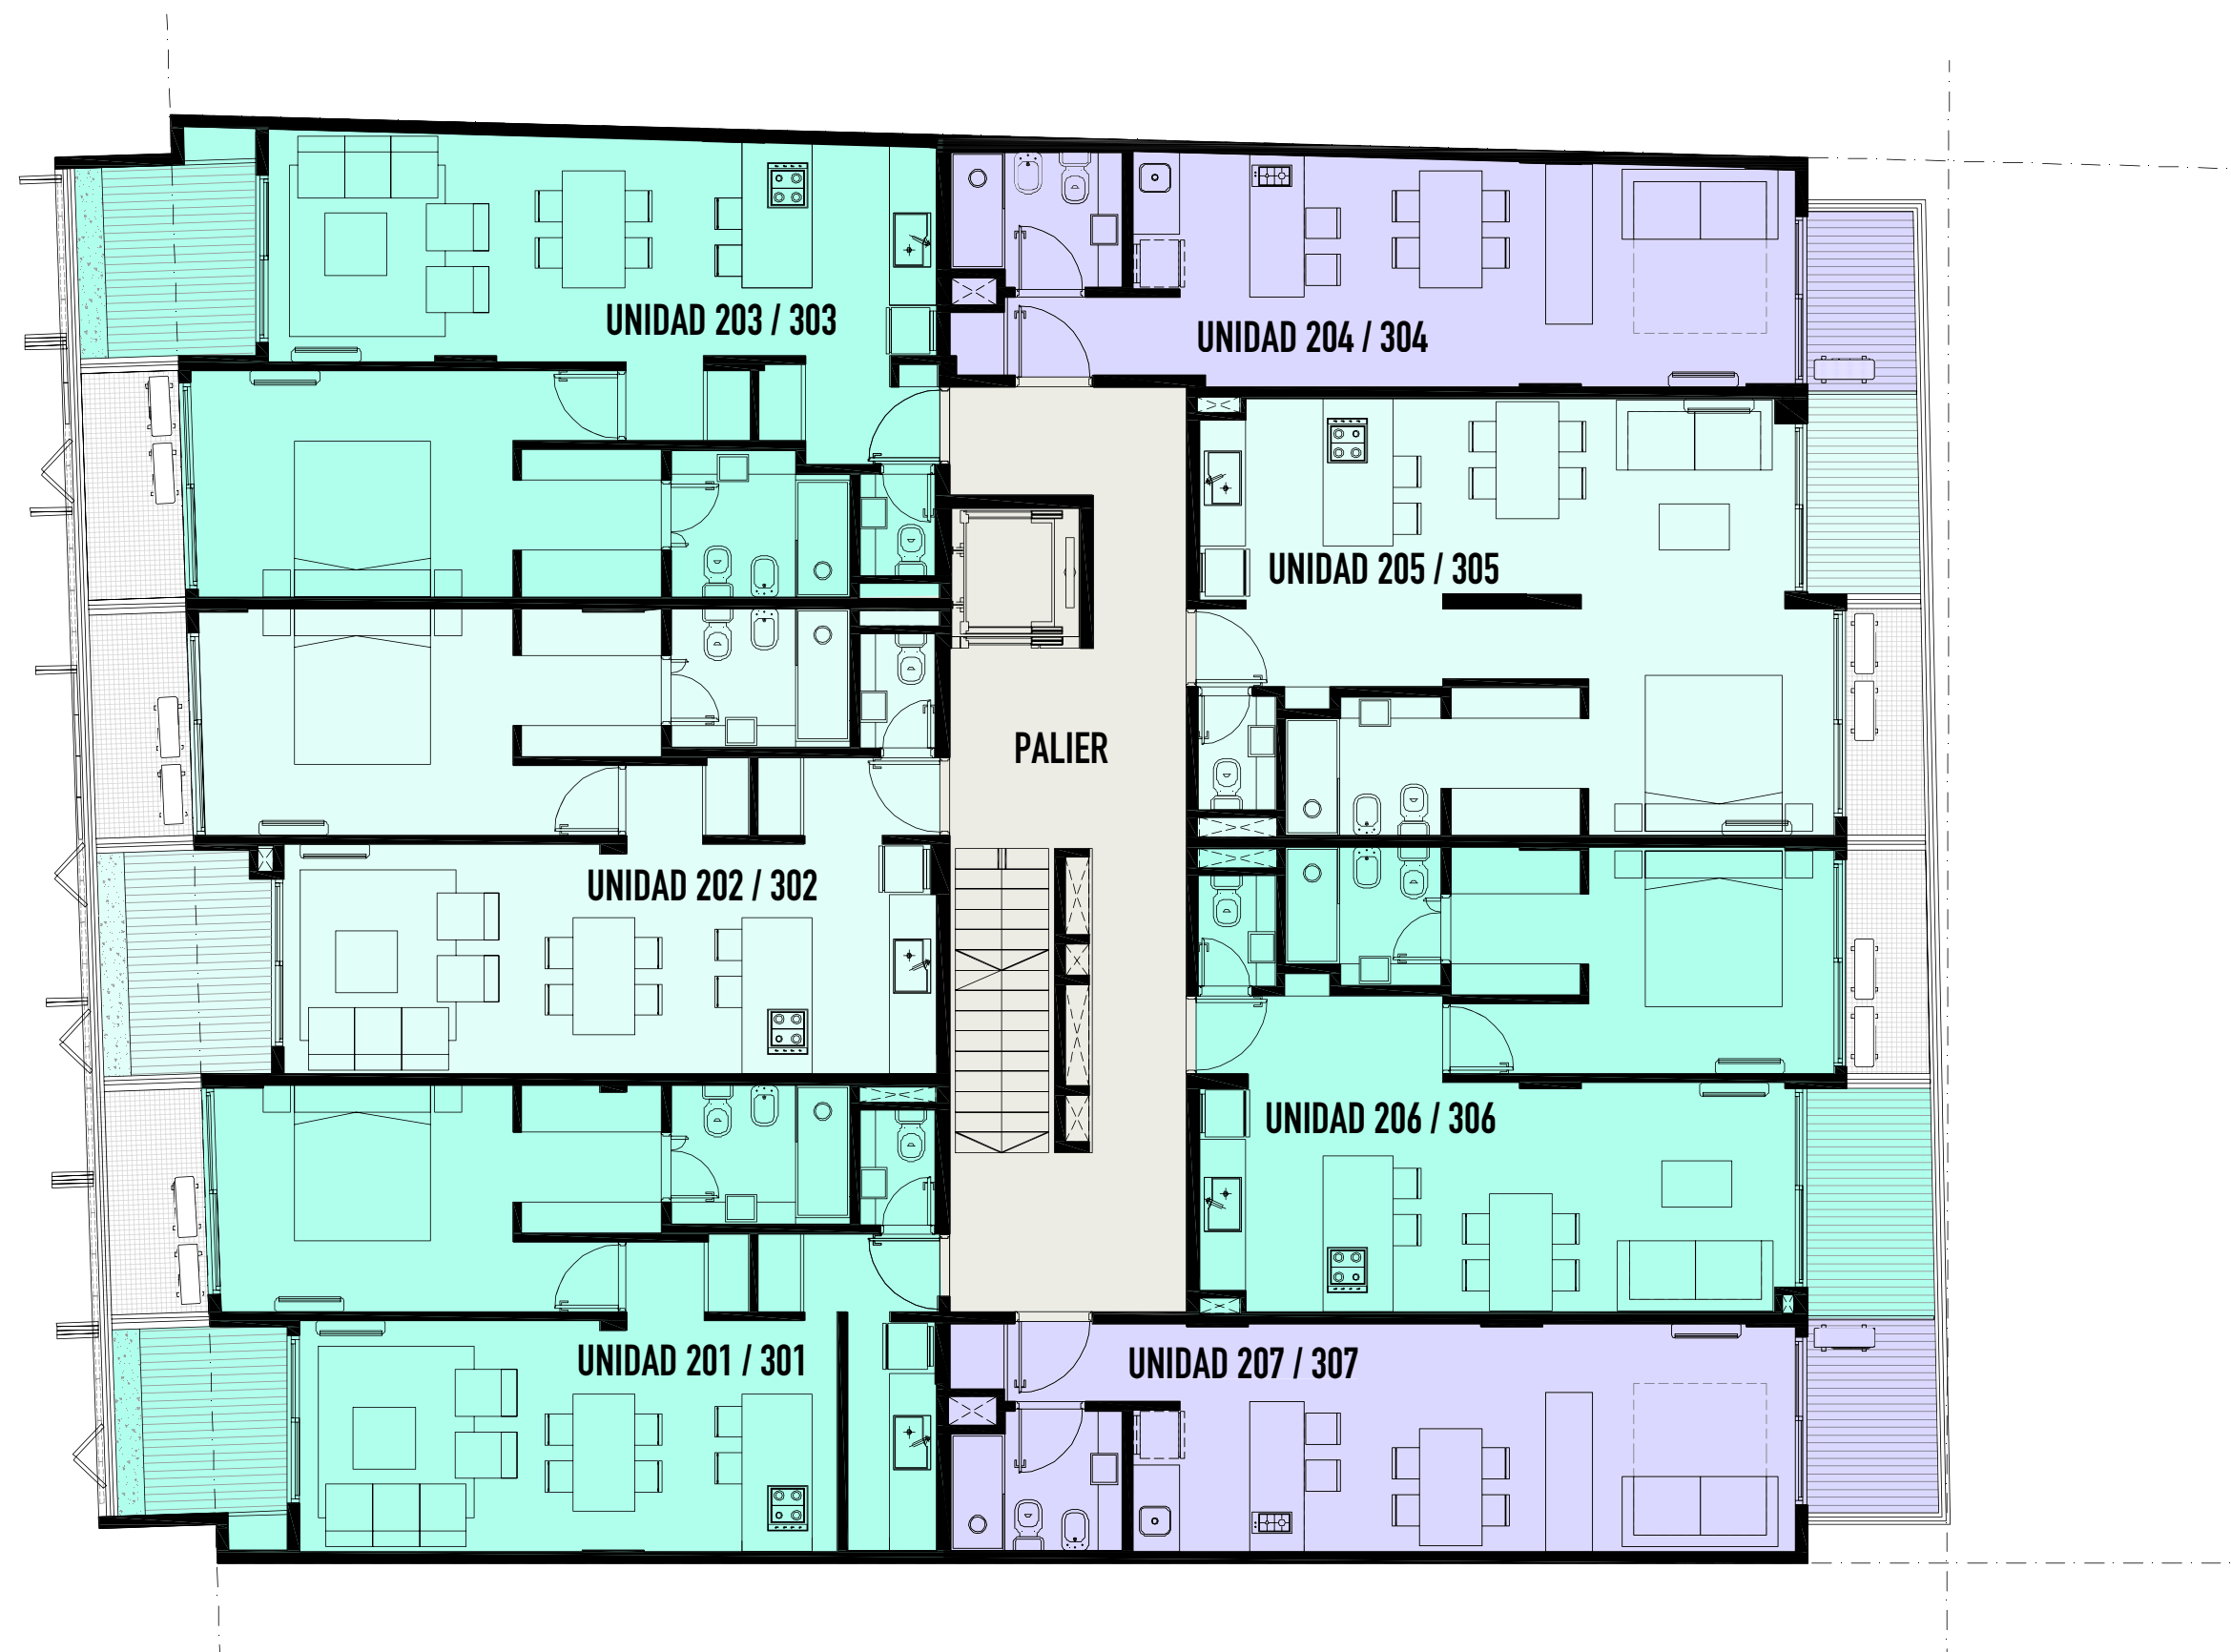 UNIDAD 203 / 303
UNIDAD 204 / 304
UNIDAD 205 / 305
PALIER
UNIDAD 202 / 302
UNIDAD 206 / 306
UNIDAD 201 / 301
UNIDAD 207 / 307